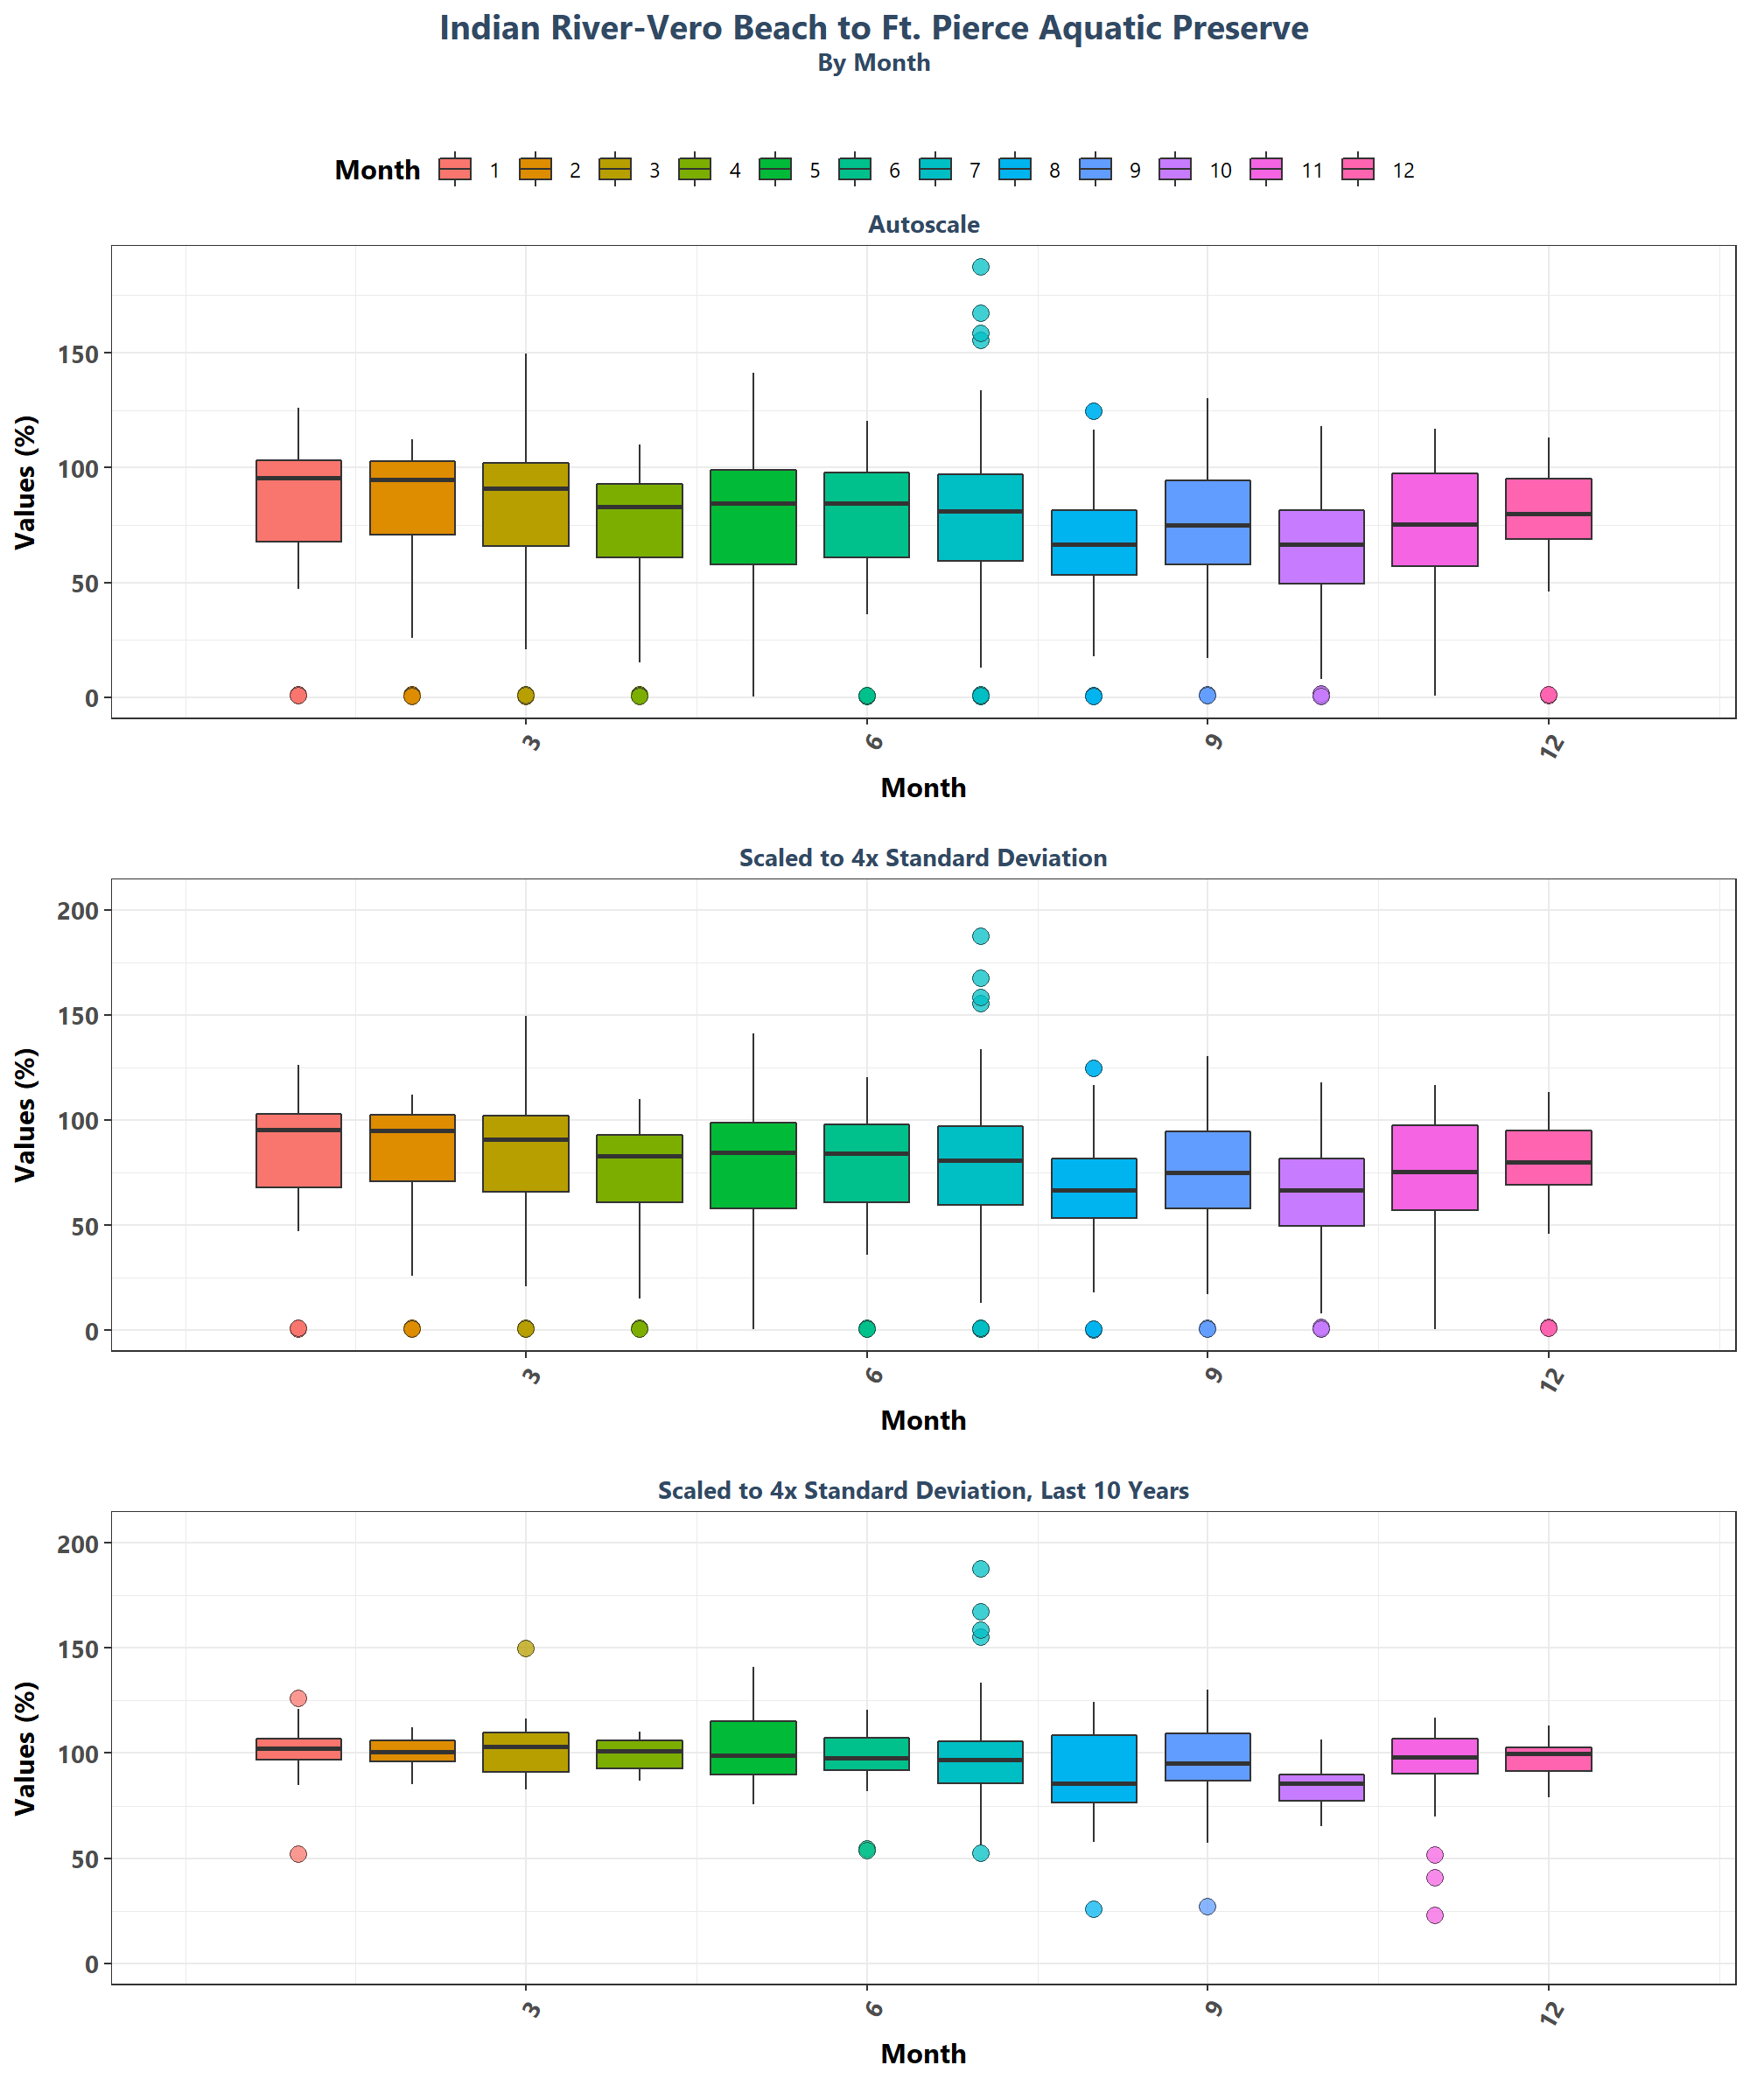 Indian River-Vero Beach to Ft. Pierce Aquatic Preserve
By Month
Month 1 2 3 4 5 6 7 8 9 10 11 12
Autoscale
Values (%)
150
100
50
0
3 6 9 12
Month
Scaled to 4x Standard Deviation
Values (%)
200
150
100
50
0
3 6 9 12
Month
Scaled to 4x Standard Deviation, Last 10 Years
Values (%)
200
150
100
50
0
3 6 9 12
Month